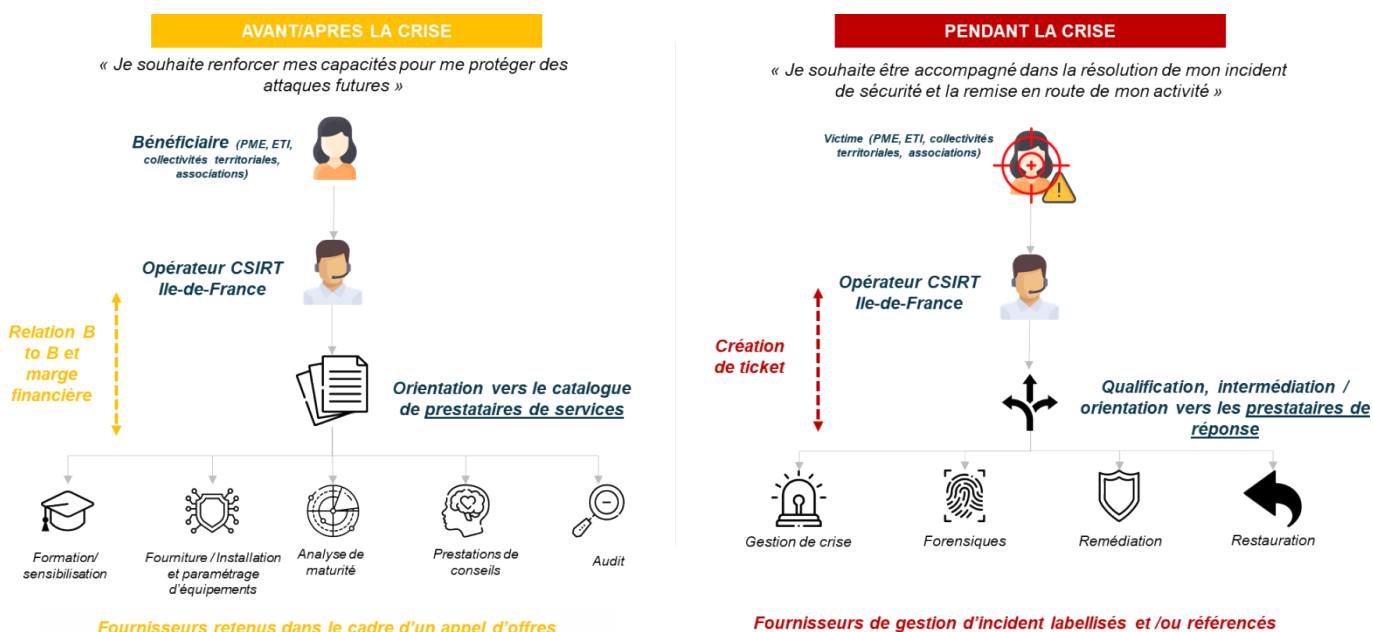 AVANT/APRES LA CRISE
« Je souhaite renforcer mes capacités pour me protéger des
attaques futures »
Bénéficiaire (PME, ETI,
collectivités territoriales,
associations)
Opérateur CSIRT
Ile-de-France
Relation B
to B et
marge
financière
Orientation vers le catalogue
de prestataires de services
Formation/
sensibilisation
Fourniture / Installation
et paramétrage
d'équipements
Analyse de
maturité
Prestations de
conseils
Audit
Fournisseurs retenus dans le cadre d'un appel d'offres
PENDANT LA CRISE
« Je souhaite être accompagné dans la résolution de mon incident
de sécurité et la remise en route de mon activité »
Victime (PME, ETI, collectivités
territoriales, associations)
Opérateur CSIRT
Ile-de-France
Création
de ticket
Qualification, intermédiation /
orientation vers les prestataires de
réponse
Gestion de crise
Forensiques
Remédiation
Restauration
Fournisseurs de gestion d'incident labellisés et /ou référencés